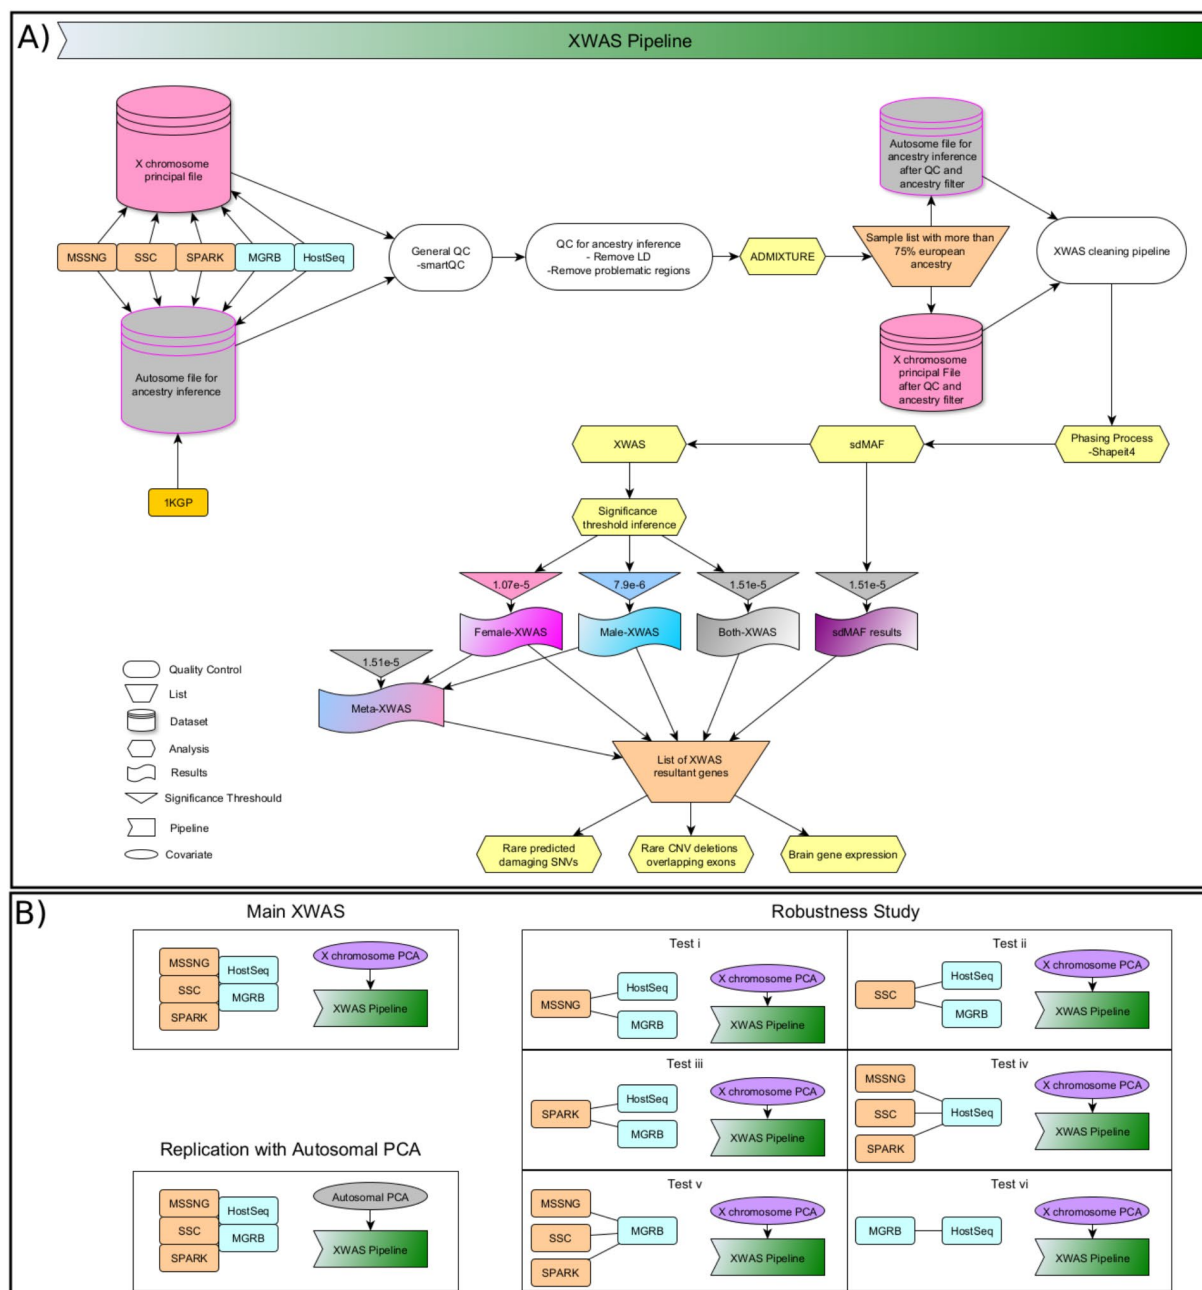 A)
XWAS Pipeline
X chromosome
principal file
MSSNG
SSC
SPARK
MGRB
HostSeq
Autosome file for
ancestry inference
1KGP
General QC
-smartQC
QC for ancestry inference
- Remove LD
-Remove problematic regions
ADMIXTURE
Autosome file for
ancestry inference
after QC and
ancestry filter
Sample list with more than
75% european
ancestry
X chromosome
principal File
after QC and
ancestry filter
XWAS cleaning pipeline
Phasing Process
-Shapeit4
sdMAF
XWAS
Significance
threshold inference
1.07e-5
7.9e-6
1.51e-5
1.51e-5
Female-XWAS
Male-XWAS
Both-XWAS
sdMAF results
1.51e-5
Meta-XWAS
List of XWAS
resultant genes
Rare predicted
damaging SNVs
Rare CNV deletions
overlapping exons
Brain gene expression
Quality Control
List
Dataset
Analysis
Results
Significance Threshould
Pipeline
Covariate
B)
Main XWAS
MSSNG
SSC
SPARK
HostSeq
MGRB
X chromosome PCA
XWAS Pipeline
Replication with Autosomal PCA
MSSNG
SSC
SPARK
HostSeq
MGRB
Autosomal PCA
XWAS Pipeline
Robustness Study
Test i
MSSNG
HostSeq
MGRB
X chromosome PCA
XWAS Pipeline
Test ii
SSC
HostSeq
MGRB
X chromosome PCA
XWAS Pipeline
Test iii
SPARK
HostSeq
MGRB
X chromosome PCA
XWAS Pipeline
Test iv
MSSNG
SSC
SPARK
HostSeq
X chromosome PCA
XWAS Pipeline
Test v
MSSNG
SSC
SPARK
MGRB
X chromosome PCA
XWAS Pipeline
Test vi
MGRB
HostSeq
X chromosome PCA
XWAS Pipeline